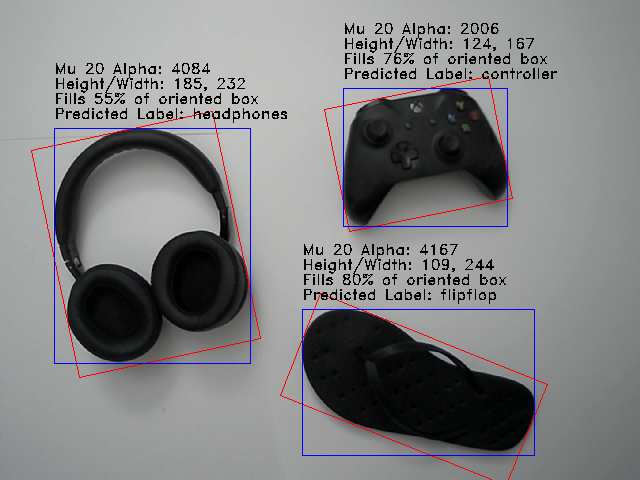 Mu 20 Alpha: 2006
Height/Width: 124, 167
Fills 76% of oriented box
Predicted Label: controller
Mu 20 Alpha: 4084
Height/Width: 185, 232
Fills 55% of oriented box
Predicted Label: headphones
Mu 20 Alpha: 4167
Height/Width: 109, 244
Fills 80% of oriented box
Predicted Label: flipflop